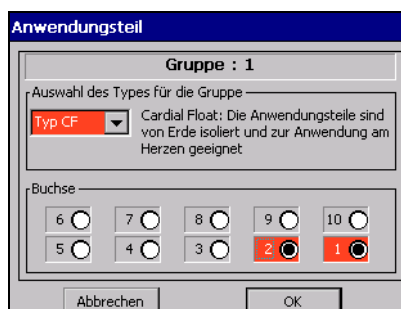 Anwendungsteil
Gruppe : 1
Auswahl des Types für die Gruppe
Typ CF
Cardial Float: Die Anwendungsteile sind
von Erde isoliert und zur Anwendung am
Herzen geeignet
Buchse
6 7 8 9 10
5 4 3 2 1
Abbrechen OK